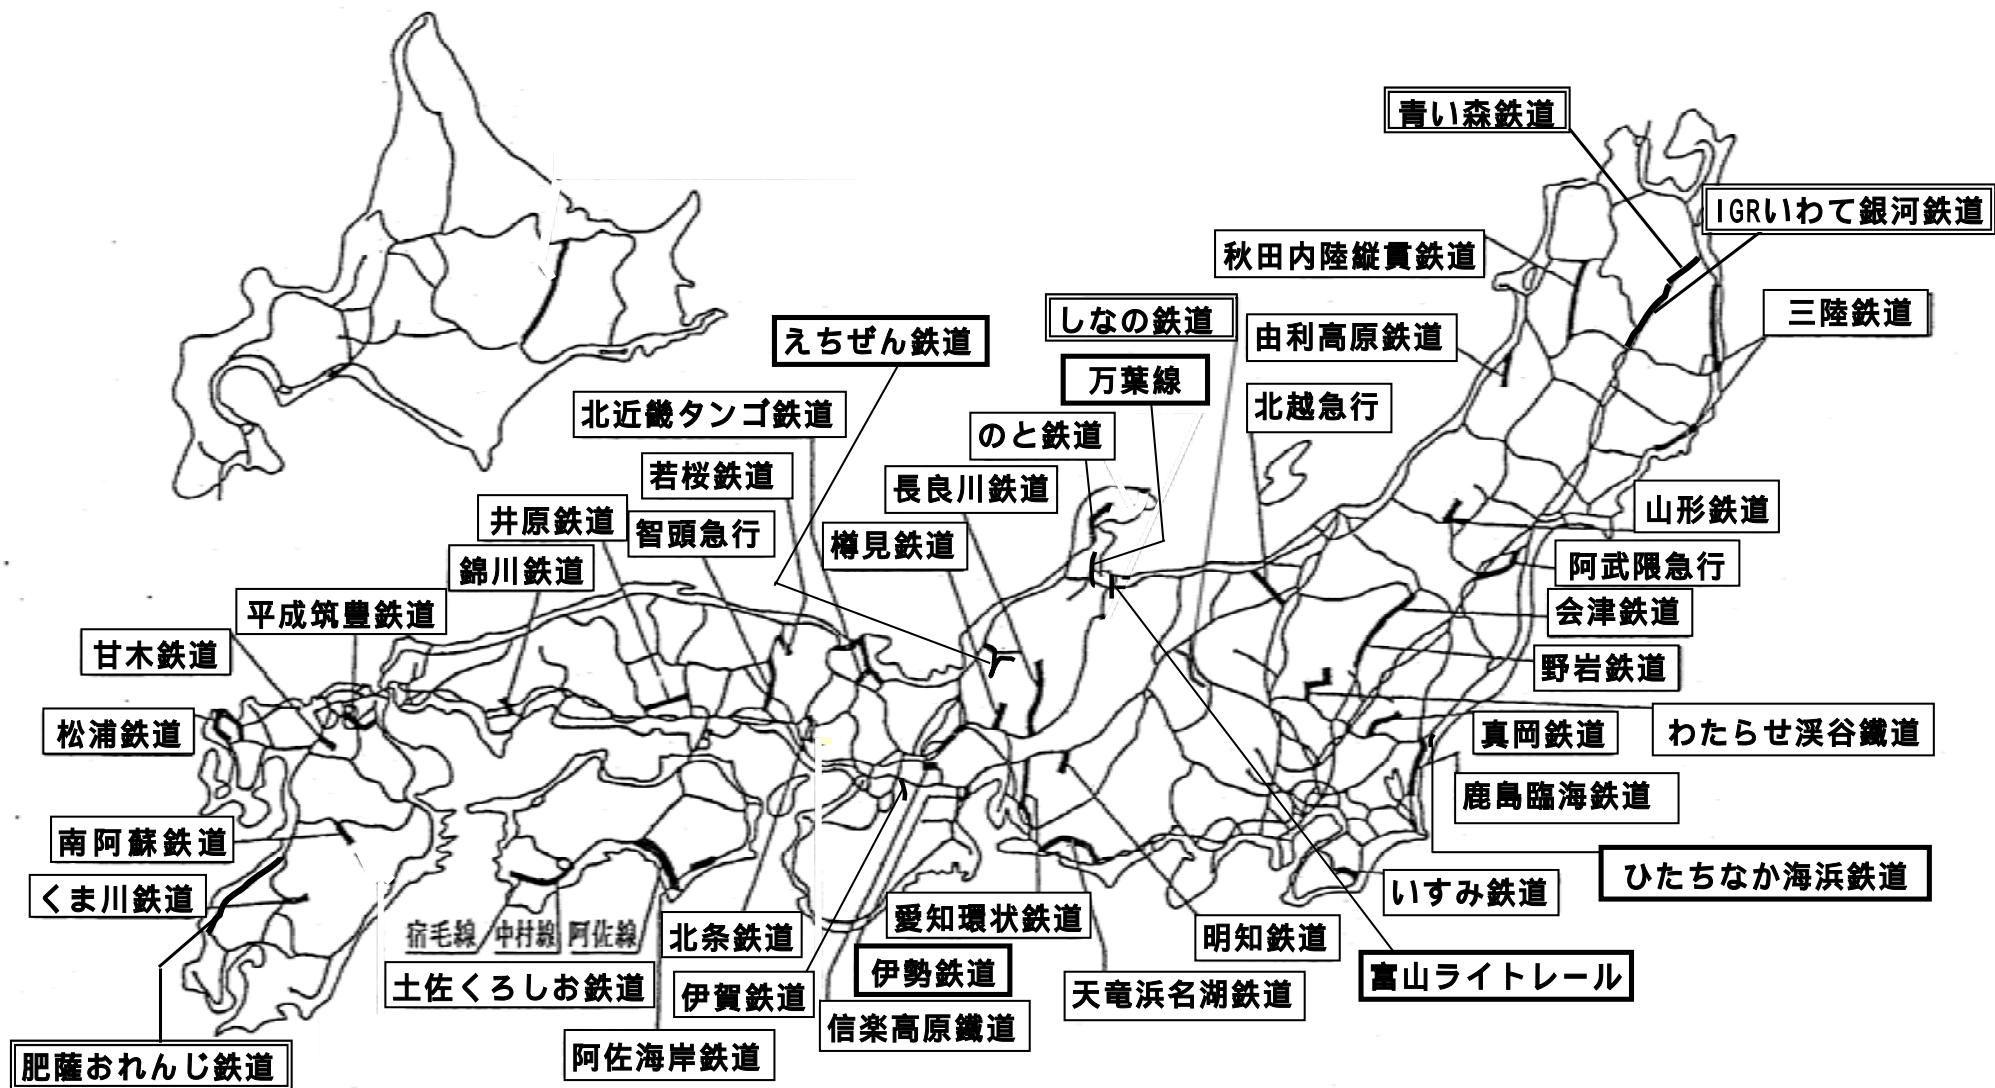 青い森鉄道
IGRいわて銀河鉄道
秋田内陸縦貫鉄道
三陸鉄道
しなの鉄道
由利高原鉄道
えちぜん鉄道
万葉線
北近畿タンゴ鉄道
北越急行
のと鉄道
若桜鉄道
長良川鉄道
山形鉄道
井原鉄道
智頭急行
樽見鉄道
阿武隈急行
錦川鉄道
平成筑豊鉄道
会津鉄道
甘木鉄道
野岩鉄道
松浦鉄道
真岡鉄道
わたらせ渓谷鐵道
鹿島臨海鉄道
南阿蘇鉄道
ひたちなか海浜鉄道
くま川鉄道
いすみ鉄道
宿毛線 中村線 阿佐線
北条鉄道
愛知環状鉄道
明知鉄道
土佐くろしお鉄道
伊賀鉄道
伊勢鉄道
富山ライトレール
天竜浜名湖鉄道
信楽高原鐵道
阿佐海岸鉄道
肥薩おれんじ鉄道